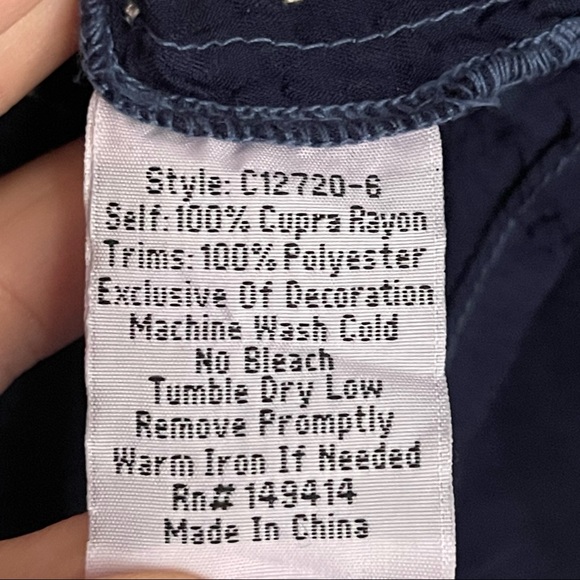 Style: C12720-6
Self:100% Cupra Rayon
Trims: 100% Polyester
Exclusive Of Decoration
Machine Wash Cold
No Bleach
Tumble Dry Low
Remove Promptly
Warm Iron If Needed
Rn# 149414
Made In China